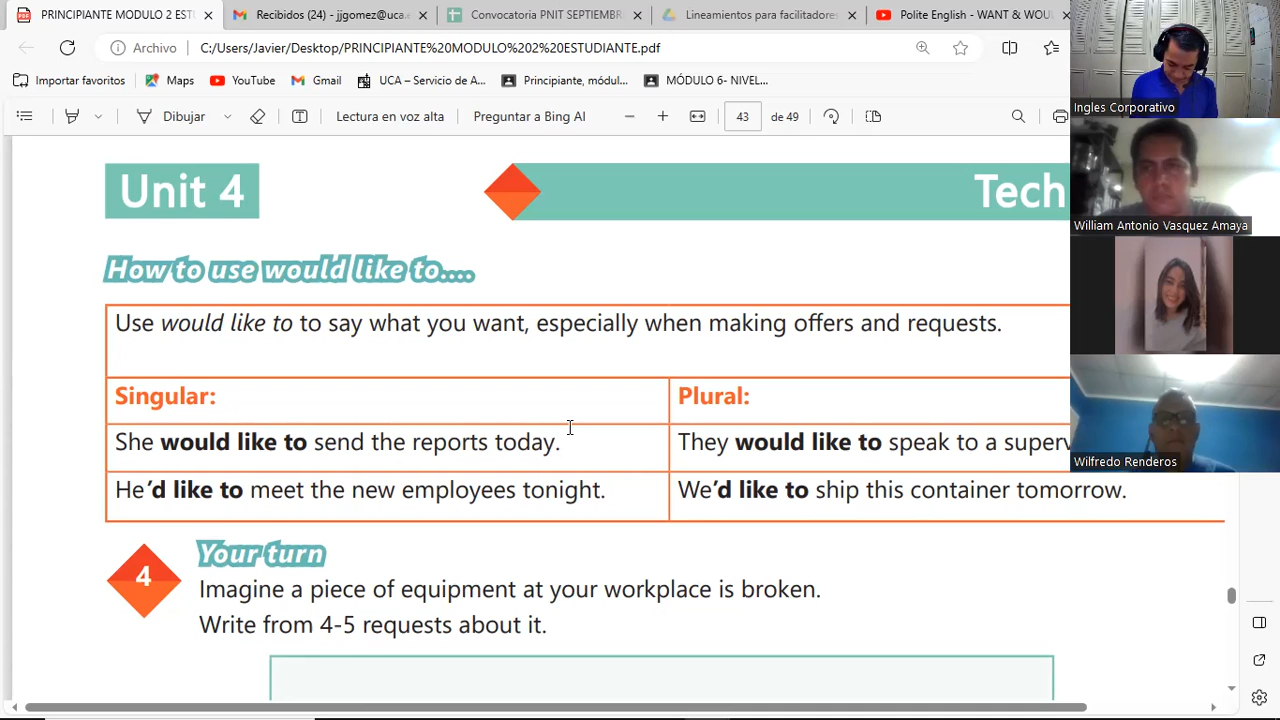 PRINCIPIANTE MODULO 2 EST
Recibidos (24) - jjgomez@uca.e
Convocatoria PNIT SEPTIEMBR
Lineamientos para facilitadores
Polite English - WANT & WOUL
Archivo
C:/Users/Javier/Desktop/PRINCIPIANTE%20MODULO%202%20ESTUDIANTE.pdf
Importar favoritos
Maps
YouTube
Gmail
UCA – Servicio de A...
Principiante, módul...
MÓDULO 6- NIVEL...
Dibujar
Lectura en voz alta
Preguntar a Bing AI
43
de 49
Ingles Corporativo
William Antonio Vasquez Amaya
Wilfredo Renderos
Unit 4
Tech
How to use would like to....
Use would like to to say what you want, especially when making offers and requests.
Singular:
Plural:
She would like to send the reports today.
They would like to speak to a superv
He'd like to meet the new employees tonight.
We'd like to ship this container tomorrow.
4
Your turn
Imagine a piece of equipment at your workplace is broken.
Write from 4-5 requests about it.